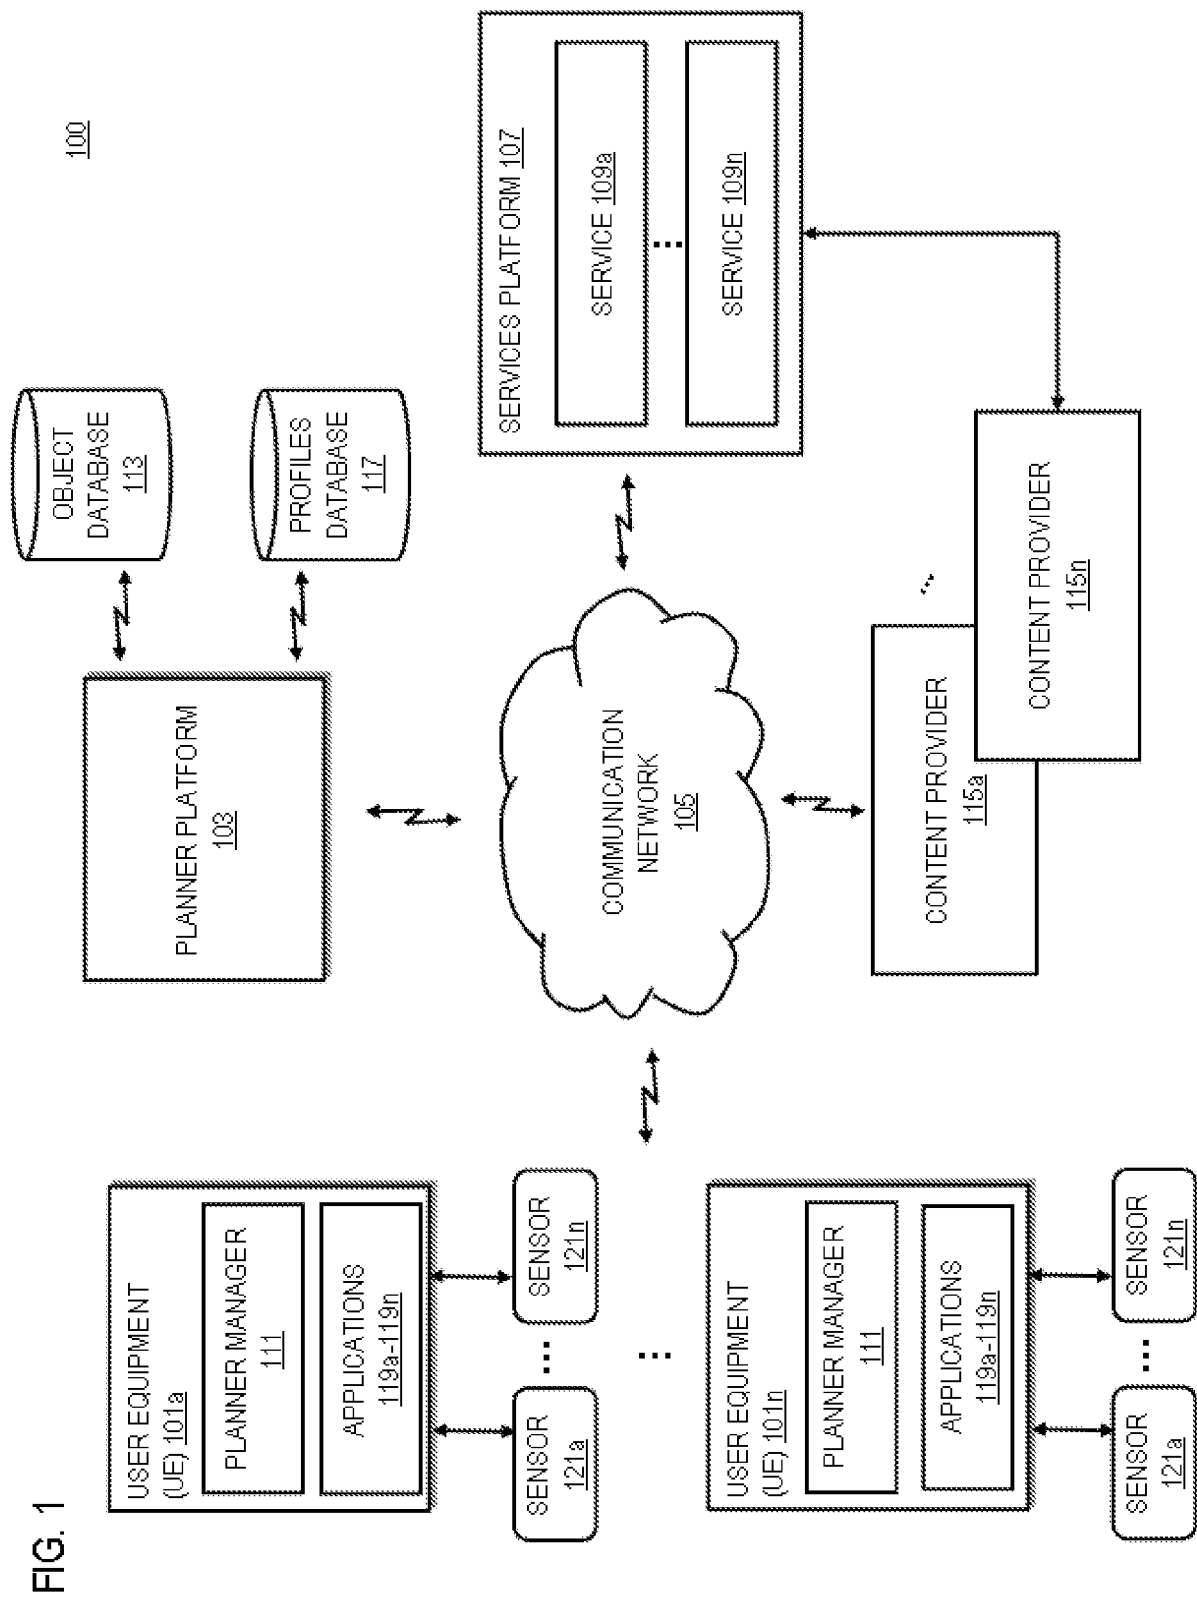 FIG. 1
100
USER EQUIPMENT
(UE) 101a
PLANNER MANAGER
111
APPLICATIONS
119a-119n
SENSOR
121a
...
SENSOR
121n
...
USER EQUIPMENT
(UE) 101n
PLANNER MANAGER
111
APPLICATIONS
119a-119n
SENSOR
121a
...
SENSOR
121n
PLANNER PLATFORM
103
OBJECT
DATABASE
113
PROFILES
DATABASE
117
COMMUNICATION
NETWORK
105
SERVICES PLATFORM 107
SERVICE 109a
...
SERVICE 109n
CONTENT PROVIDER
115a
...
CONTENT PROVIDER
115n